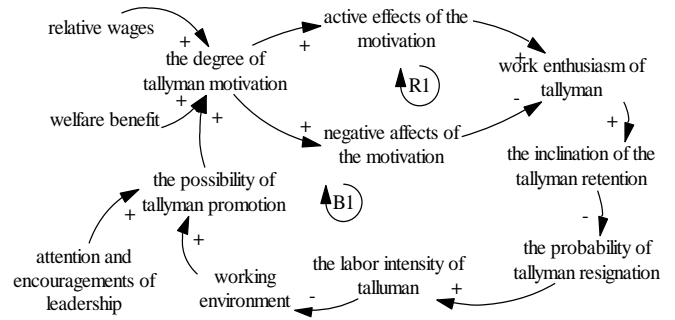 relative wages
+
the degree of
tallyman motivation
+
welfare benefit
+
+
active effects of the
motivation
+
work enthusiasm of
tallyman
R1
-
+
negative affects of
the motivation
+
the inclination of the
tallyman retention
-
the probability of
tallyman resignation
B1
the possibility of
tallyman promotion
+
+
attention and
encouragements of
leadership
working
environment
-
the labor intensity of
talluman
+